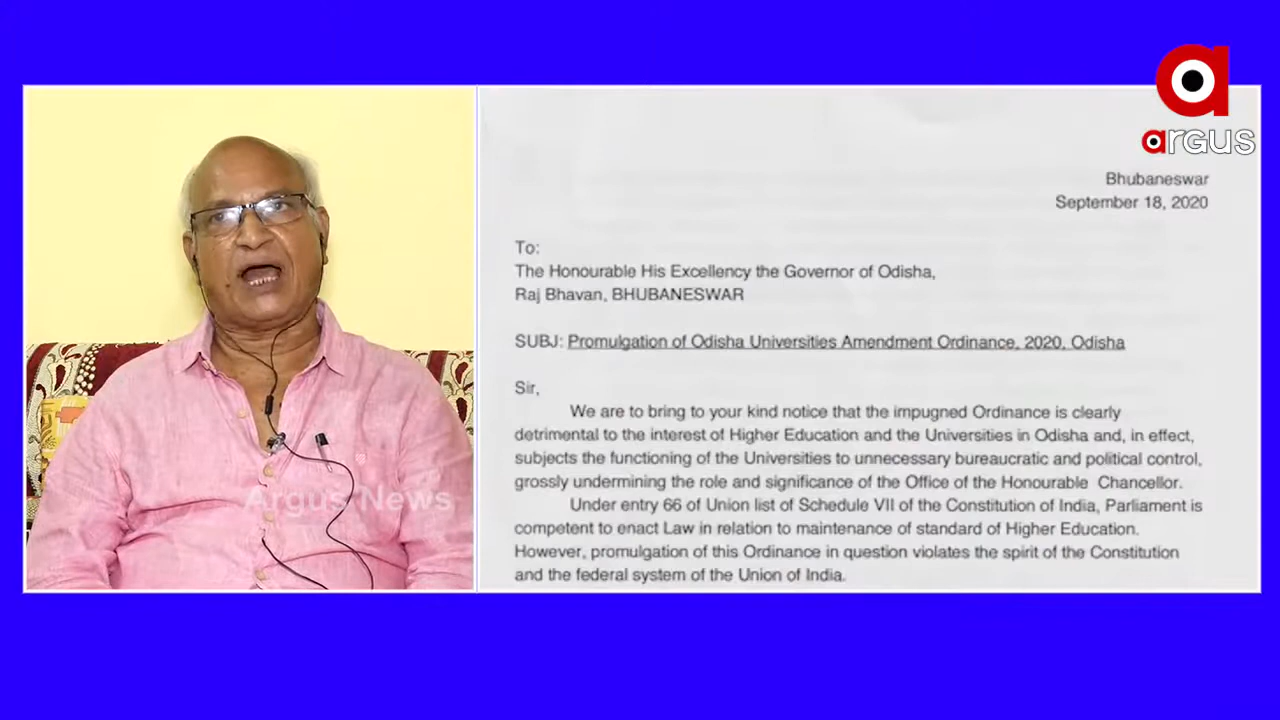 argus
Bhubaneswar
September 18, 2020
To:
The Honourable His Excellency the Governor of Odisha,
Raj Bhavan, BHUBANESWAR
SUBJ: Promulgation of Odisha Universities Amendment Ordinance, 2020, Odisha
Sir,
We are to bring to your kind notice that the impugned Ordinance is clearly
detrimental to the interest of Higher Education and the Universities in Odisha and, in effect,
subjects the functioning of the Universities to unnecessary bureaucratic and political control,
grossly undermining the role and significance of the Office of the Honourable Chancellor.
Under entry 66 of Union list of Schedule VII of the Constitution of India, Parliament is
competent to enact Law in relation to maintenance of standard of Higher Education.
However, promulgation of this Ordinance in question violates the spirit of the Constitution
and the federal system of the Union of India.
Argus News